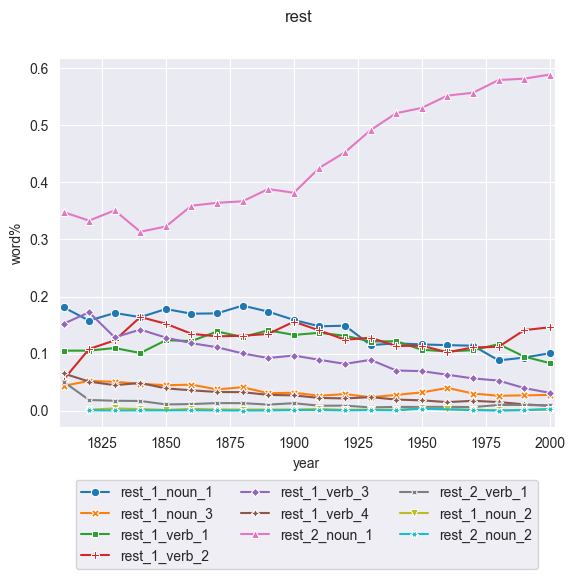 rest
0.6
0.5
0.4
0.3
0.2
0.1
0.0
word%
1825 1850 1875 1900 1925 1950 1975 2000
year
rest_1_noun_1 rest_1_verb_3 rest_2_verb_1
rest_1_noun_3 rest_1_verb_4 rest_1_noun_2
rest_1_verb_1 rest_2_noun_1 rest_2_noun_2
rest_1_verb_2